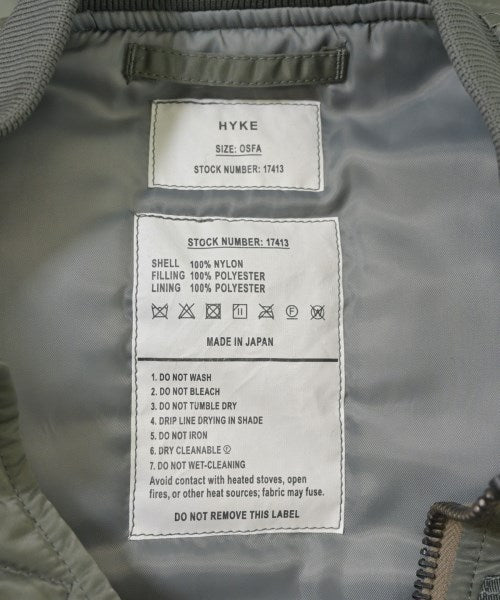 HYKE
SIZE: OSFA
STOCK NUMBER: 17413
STOCK NUMBER: 17413
SHELL 100% NYLON
FILLING 100% POLYESTER
LINING 100% POLYESTER
MADE IN JAPAN
1. DO NOT WASH
2. DO NOT BLEACH
3. DO NOT TUMBLE DRY
4. DRIP LINE DRYING IN SHADE
5. DO NOT IRON
6. DRY CLEANABLE Ⓕ
7. DO NOT WET-CLEANING
Avoid contact with heated stoves, open
fires, or other heat sources; fabric may fuse.
DO NOT REMOVE THIS LABEL